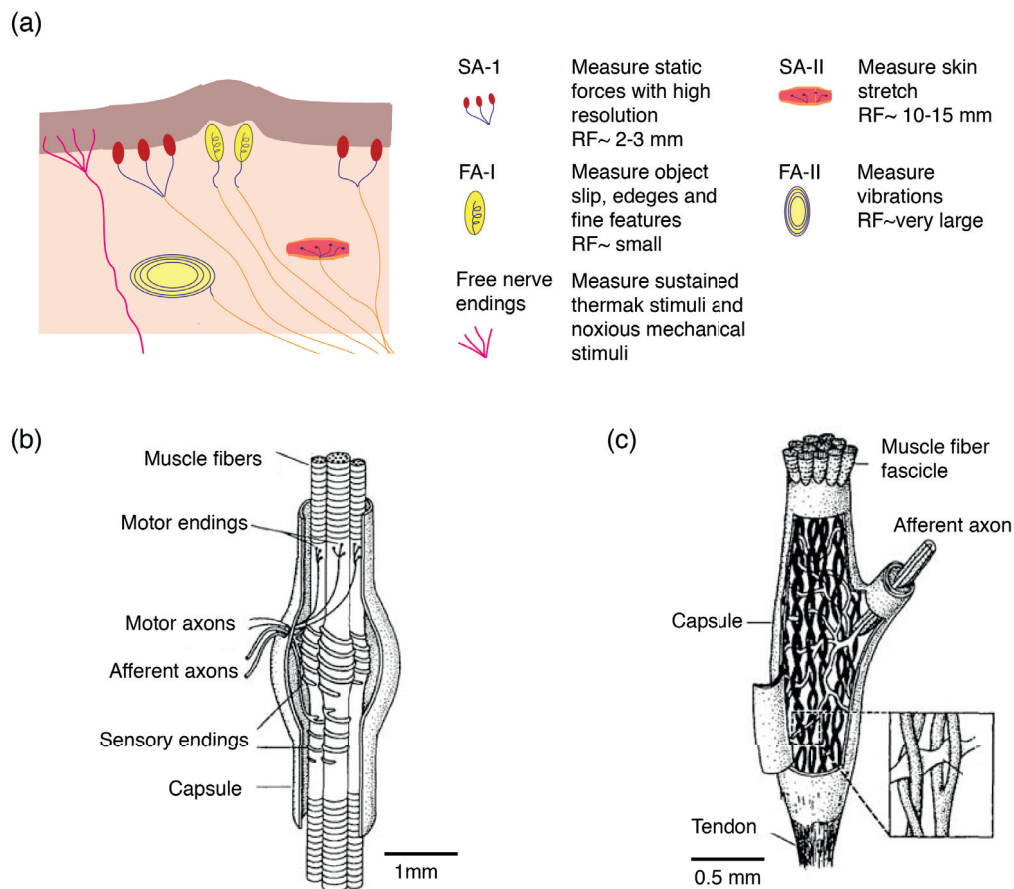 (a)
SA-1
Measure static
forces with high
resolution
RF~ 2-3 mm
SA-II
Measure skin
stretch
RF~ 10-15 mm
FA-I
Measure object
slip, edeges and
fine features
RF~ small
FA-II
Measure
vibrations
RF~very large
Free nerve
endings
Measure sustained
thermak stimuli and
noxious mechanical
stimuli
(b)
Muscle fibers
Motor endings
Motor axons
Afferent axons
Sensory endings
Capsule
1mm
(c)
Muscle fiber
fascicle
Afferent axon
Capsule
Tendon
0.5 mm